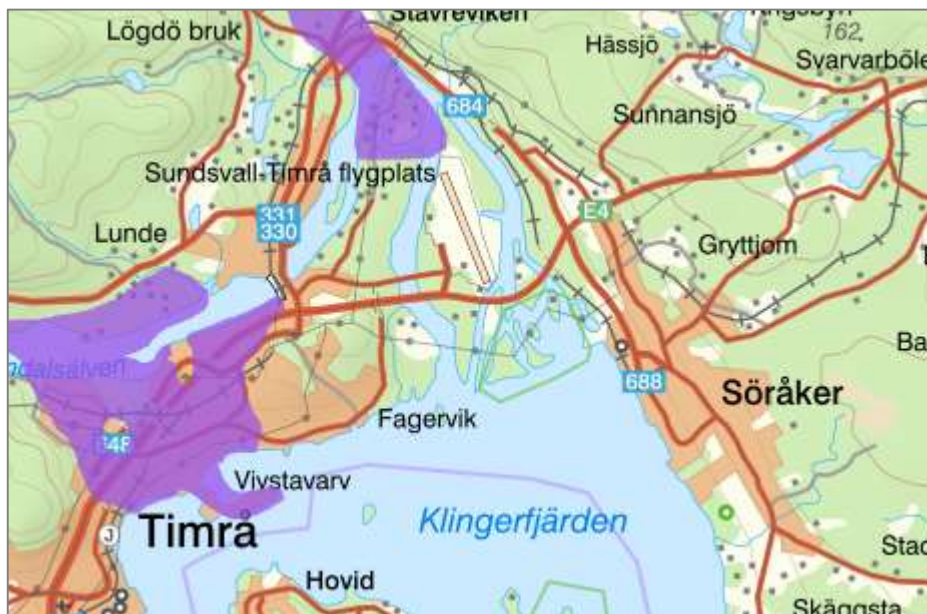 Stavreviken
Lögdö bruk
162
Hässjö
Svarvarböle
684
Sunnansjö
Sundsvall-Timrå flygplats
331
330
E4
Lunde
Gryttjom
688
Söråker
Fagervik
Vivstavarv
Klingerfjärden
Timrå
J
Hovid
Skäggsta